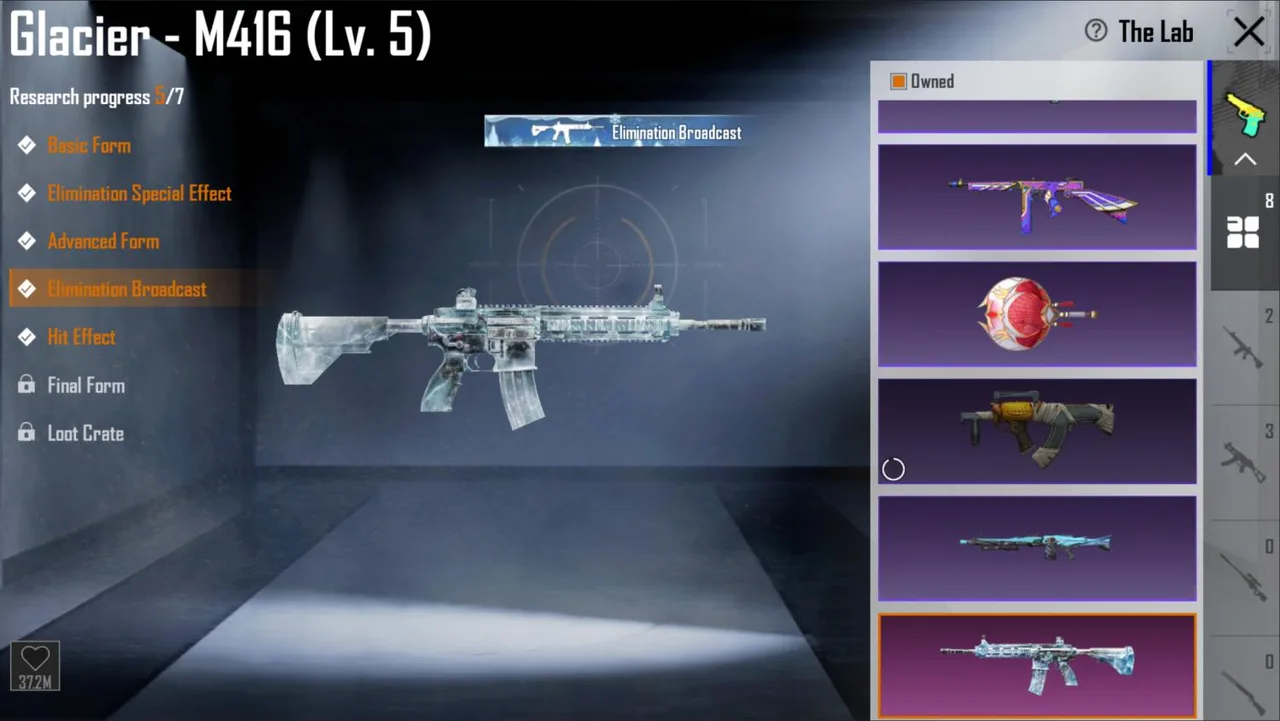 Glacier - M416 (Lv. 5)
The Lab
Research progress 5/7
Basic Form
Elimination Special Effect
Advanced Form
Elimination Broadcast
Hit Effect
Final Form
Loot Crate
37.2M
Elimination Broadcast
Owned
8
2
3
0
0